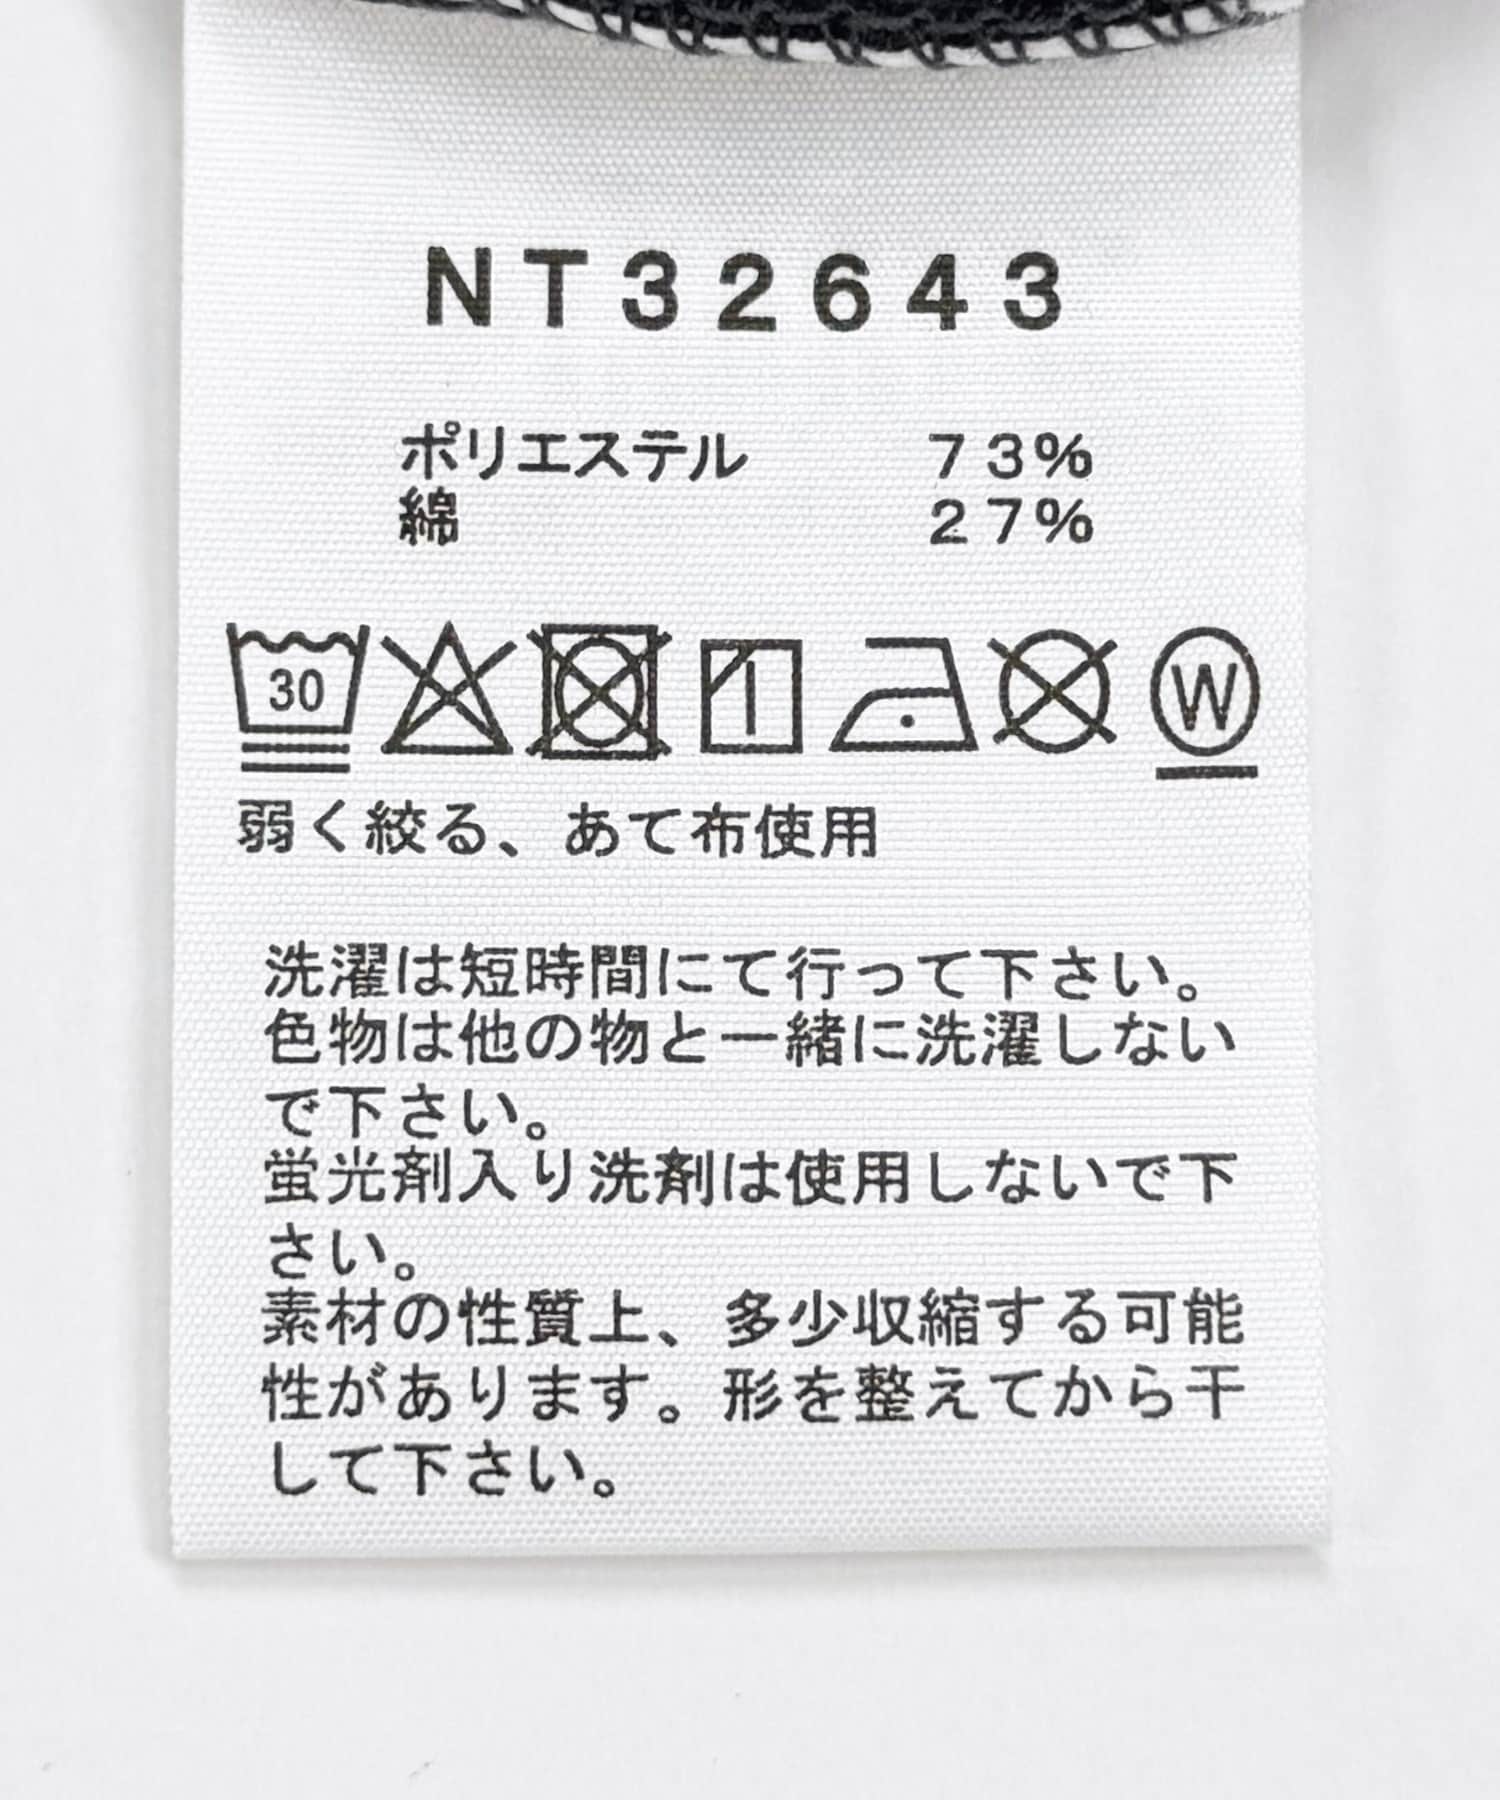 NT32643
ポリエステル 73%
綿 27%
30 W
弱く絞る、あて布使用
洗濯は短時間にて行って下さい。
色物は他の物と一緒に洗濯しない
で下さい。
蛍光剤入り洗剤は使用しないで下
さい。
素材の性質上、多少収縮する可能
性があります。形を整えてから干
して下さい。